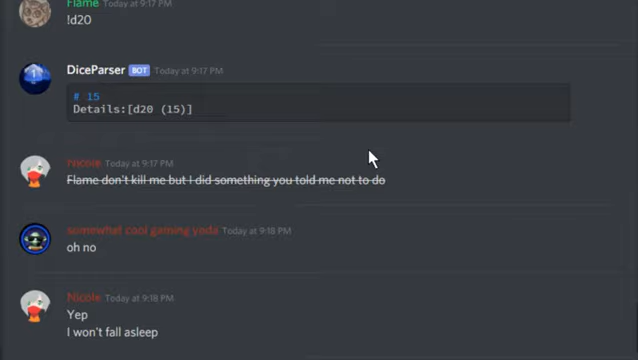 Flame Today at 9:17 PM
!d20
DiceParser BOT Today at 9:17 PM
# 15
Details:[d20 (15)]
Nicole Today at 9:17 PM
Flame don't kill me but i did something you told me not to do
somewhat cool gaming yoda Today at 9:18 PM
oh no
Nicole Today at 9:18 PM
Yep
I won't fall asleep